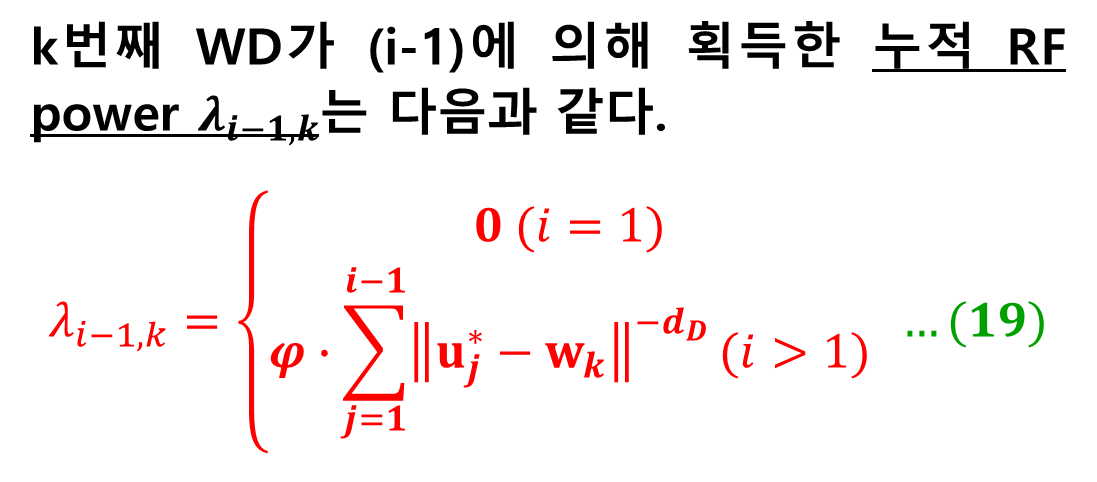 k번째 WD가 (i-1)에 의해 획득한 누적 RF
power λ_{i−1,k}는 다음과 같다.
λ_{i−1,k} = { 0 (i = 1)
φ · ∑_{j=1}^{i−1} ‖u_j^* − w_k‖^{−d_D} (i > 1) … (19)